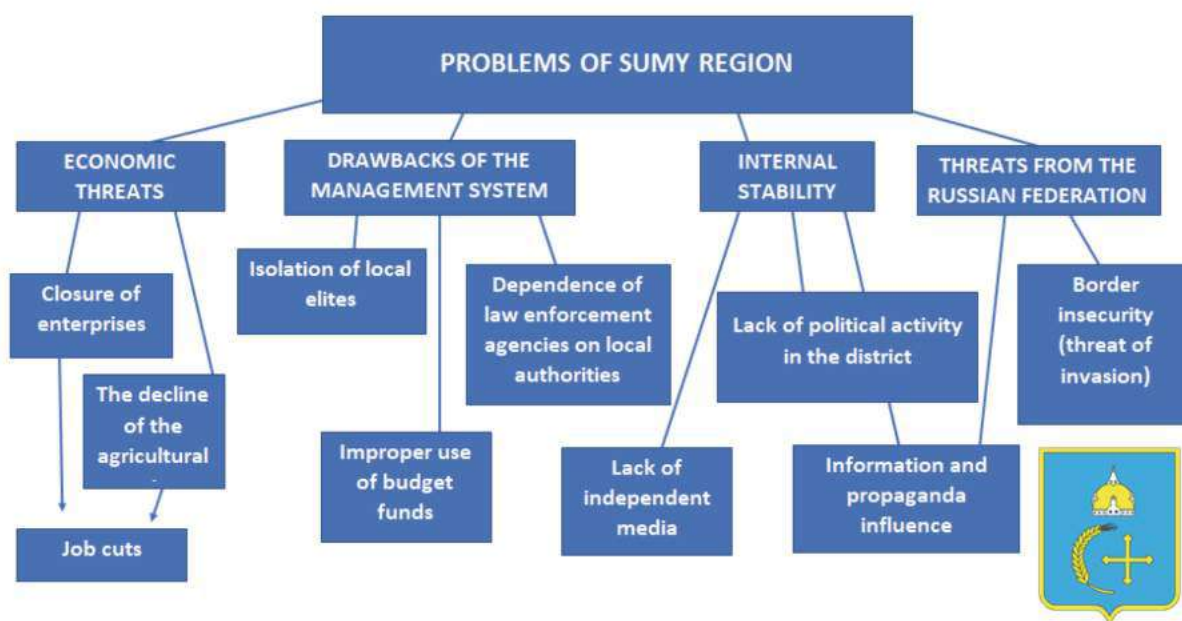 PROBLEMS OF SUMY REGION
ECONOMIC
THREATS
DRAWBACKS OF THE
MANAGEMENT SYSTEM
INTERNAL
STABILITY
THREATS FROM THE
RUSSIAN FEDERATION
Closure of
enterprises
The decline
of the
agricultural
Job cuts
Isolation of local
elites
Improper use
of budget
funds
Dependence of
law enforcement
agencies on local
authorities
Lack of
independent
media
Lack of political activity
in the district
Information and
propaganda
influence
Border
insecurity
(threat of
invasion)